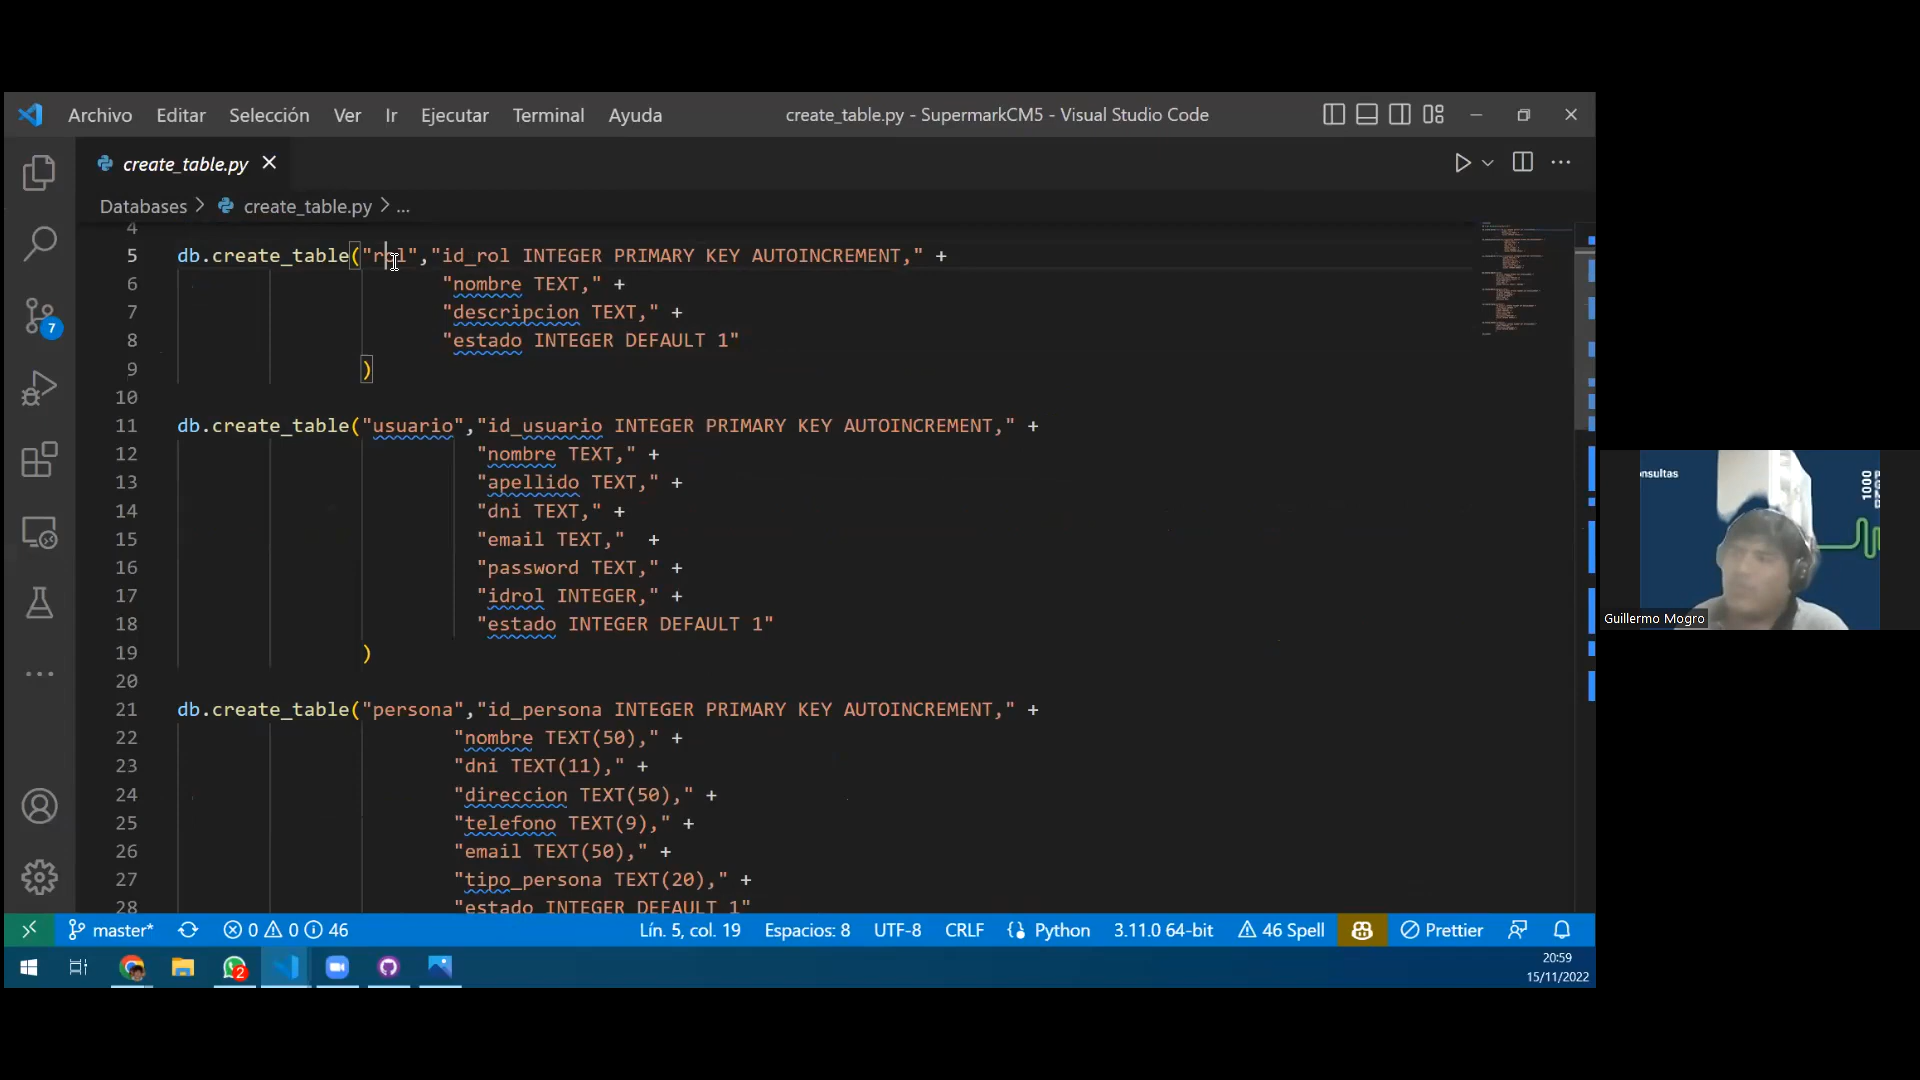 Archivo Editar Selección Ver Ir Ejecutar Terminal Ayuda create_table.py - SupermarkCM5 - Visual Studio Code
create_table.py
Databases > create_table.py > ...
4
5 db.create_table("rol","id_rol INTEGER PRIMARY KEY AUTOINCREMENT," +
6 "nombre TEXT," +
7 "descripcion TEXT," +
8 "estado INTEGER DEFAULT 1"
9 )
10
11 db.create_table("usuario","id_usuario INTEGER PRIMARY KEY AUTOINCREMENT," +
12 "nombre TEXT," +
13 "apellido TEXT," +
14 "dni TEXT," +
15 "email TEXT," +
16 "password TEXT," +
17 "idrol INTEGER," +
18 "estado INTEGER DEFAULT 1"
19 )
20
21 db.create_table("persona","id_persona INTEGER PRIMARY KEY AUTOINCREMENT," +
22 "nombre TEXT(50)," +
23 "dni TEXT(11)," +
24 "direccion TEXT(50)," +
25 "telefono TEXT(9)," +
26 "email TEXT(50)," +
27 "tipo_persona TEXT(20)," +
28 "estado INTEGER DEFAULT 1"
7
master* 0 0 46 Lín. 5, col. 19 Espacios: 8 UTF-8 CRLF Python 3.11.0 64-bit 46 Spell Prettier
2
20:59
15/11/2022
nsultas
1000
Guillermo Mogro